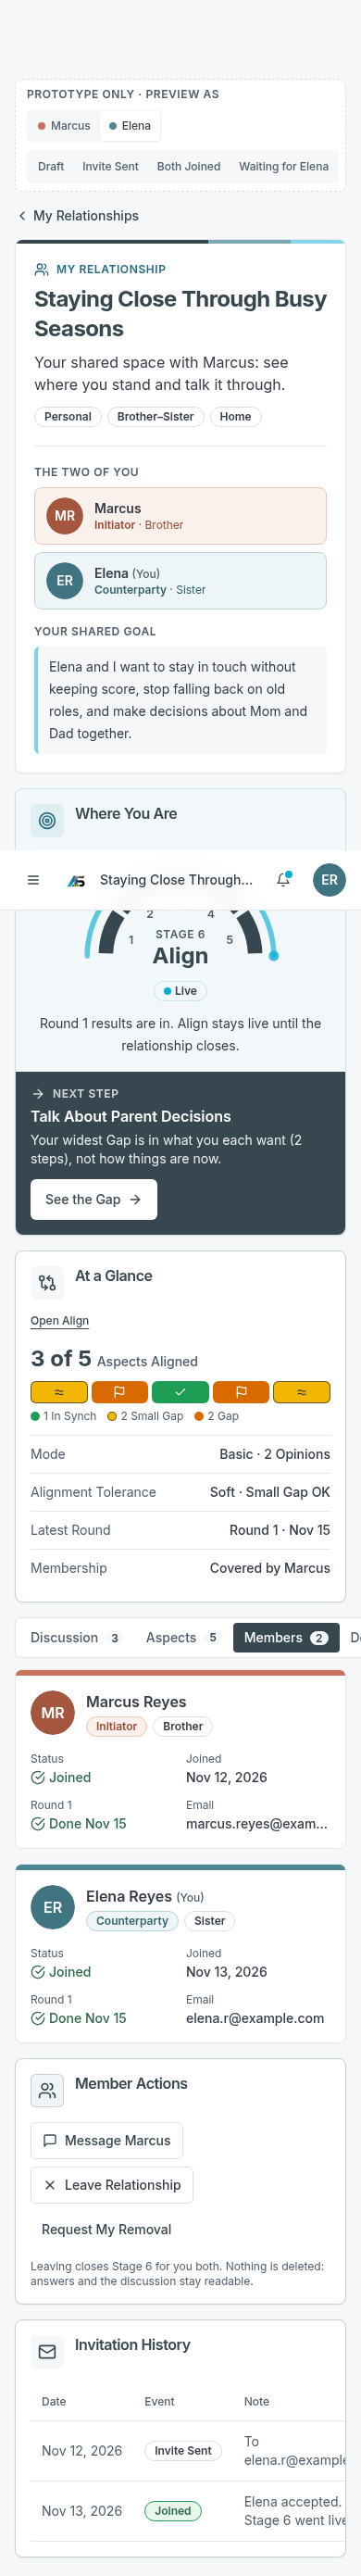 PROTOTYPE ONLY · PREVIEW AS
Marcus Elena
Draft Invite Sent Both Joined Waiting for Elena
My Relationships
MY RELATIONSHIP
Staying Close Through Busy
Seasons
Your shared space with Marcus: see
where you stand and talk it through.
Personal Brother–Sister Home
THE TWO OF YOU
MR Marcus
Initiator · Brother
ER Elena (You)
Counterparty · Sister
YOUR SHARED GOAL
Elena and I want to stay in touch without
keeping score, stop falling back on old
roles, and make decisions about Mom and
Dad together.
Where You Are
Staying Close Through... ER
2 4
1 STAGE 6 5
Align
Live
Round 1 results are in. Align stays live until the
relationship closes.
NEXT STEP
Talk About Parent Decisions
Your widest Gap is in what you each want (2
steps), not how things are now.
See the Gap
At a Glance
Open Align
3 of 5 Aspects Aligned
1 In Synch 2 Small Gap 2 Gap
Mode Basic · 2 Opinions
Alignment Tolerance Soft · Small Gap OK
Latest Round Round 1 · Nov 15
Membership Covered by Marcus
Discussion 3 Aspects 5 Members 2
MR Marcus Reyes
Initiator Brother
Status Joined
Joined Nov 12, 2026
Round 1 Email
Done Nov 15 marcus.reyes@exam...
ER Elena Reyes (You)
Counterparty Sister
Status Joined
Joined Nov 13, 2026
Round 1 Email
Done Nov 15 elena.r@example.com
Member Actions
Message Marcus
Leave Relationship
Request My Removal
Leaving closes Stage 6 for you both. Nothing is deleted:
answers and the discussion stay readable.
Invitation History
Date Event Note
Nov 12, 2026 Invite Sent To
elena.r@example
Nov 13, 2026 Joined Elena accepted.
Stage 6 went live